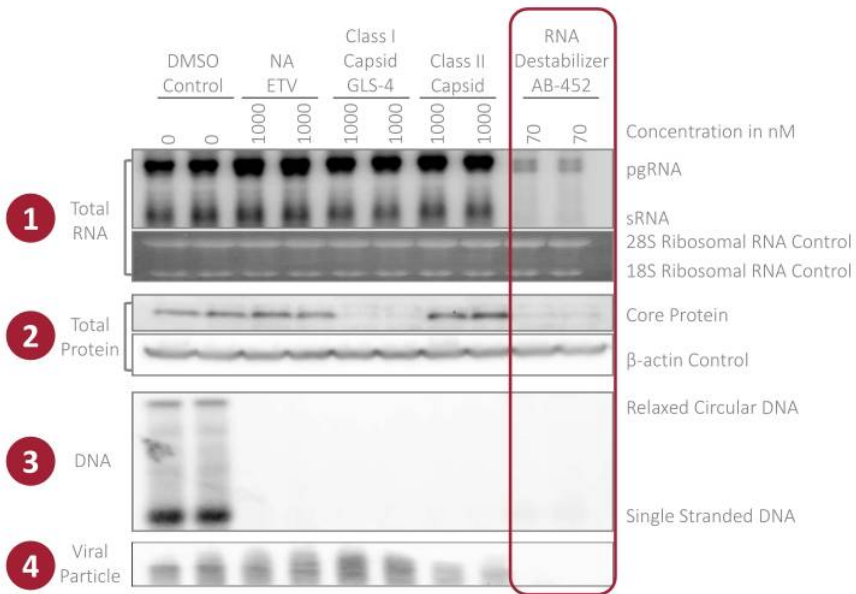 DMSO
Control
NA
ETV
Class I
Capsid
GLS-4
Class II
Capsid
RNA
Destabilizer
AB-452
0
0
1000
1000
1000
1000
1000
1000
70
70
Concentration in nM
1
Total
RNA
pgRNA
sRNA
28S Ribosomal RNA Control
18S Ribosomal RNA Control
2
Total
Protein
Core Protein
β-actin Control
3
DNA
Relaxed Circular DNA
Single Stranded DNA
4
Viral
Particle